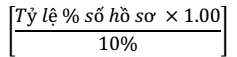 [Tỷ lệ % số hồ sơ × 1.00
10%]